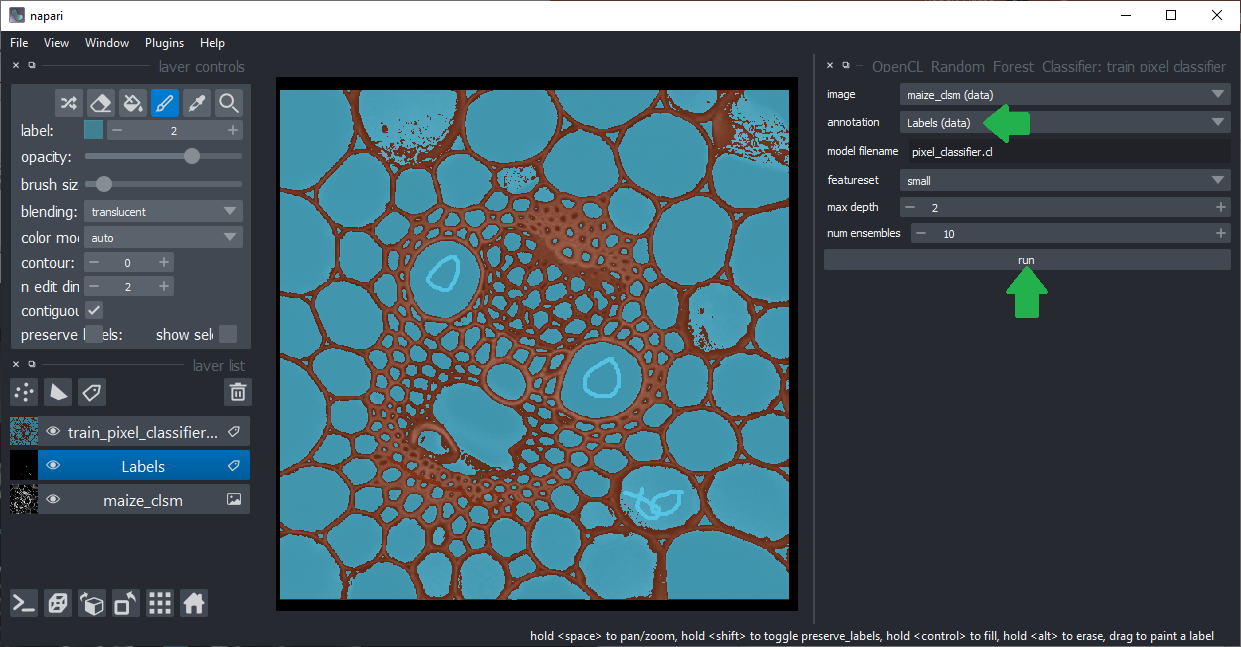 napari
File View Window Plugins Help
layer controls
label: 2
opacity:
brush siz
blending: translucent
color mo auto
contour: 0
n edit din 2
contiguou
preserve l els: show sel
layer list
train_pixel_classifier...
Labels
maize_clsm
OpenCL Random Forest Classifier: train pixel classifier
image maize_clsm (data)
annotation Labels (data)
model filename pixel_classifier.cl
featureset small
max depth 2
num ensembles 10
run
hold <space> to pan/zoom, hold <shift> to toggle preserve_labels, hold <control> to fill, hold <alt> to erase, drag to paint a label